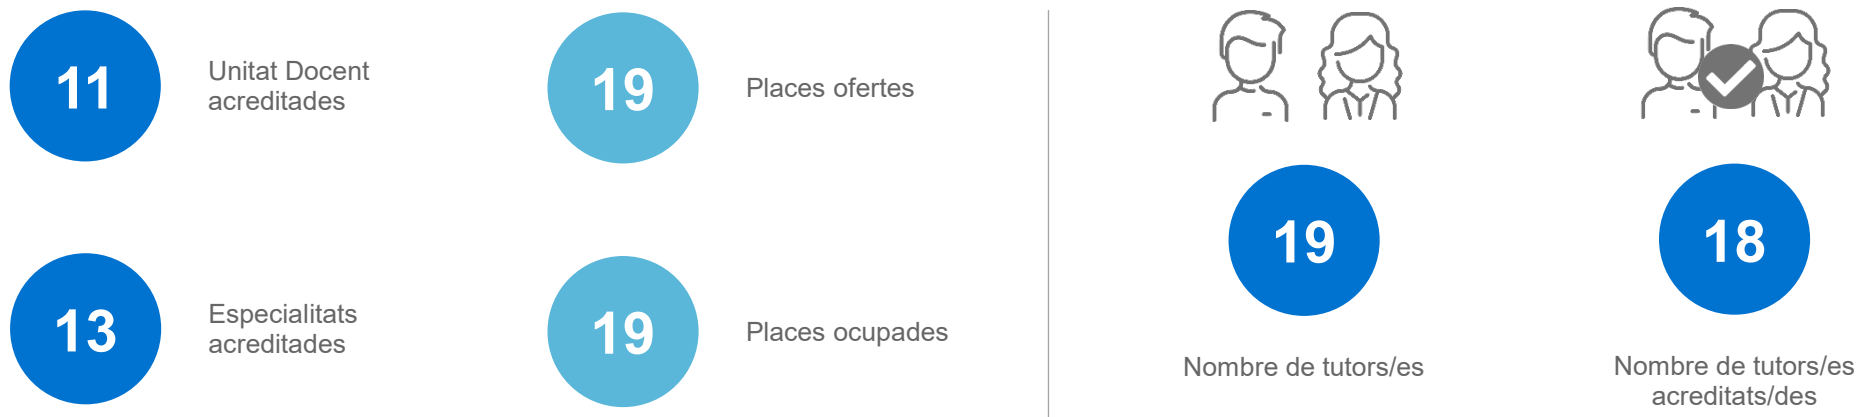 11
Unitat Docent
acreditades
19
Places ofertes
13
Especialitats
acreditades
19
Places ocupades
19
Nombre de tutors/es
18
Nombre de tutors/es
acreditats/des